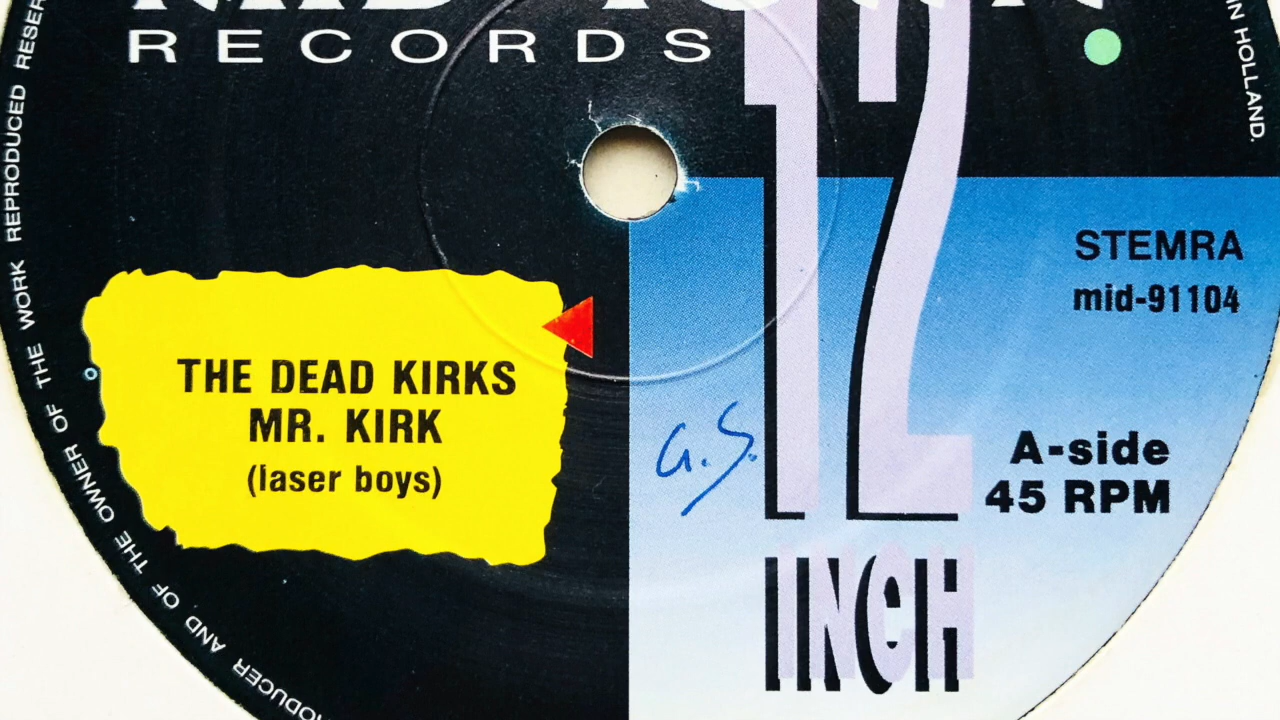 RECORDS
12
INCH
THE DEAD KIRKS
MR. KIRK
(laser boys)
STEMRA
mid-91104
A-side
45 RPM
G.S.
ODUCER AND OF THE OWNER OF THE WORK REPRODUCED RESER
IN HOLLAND.